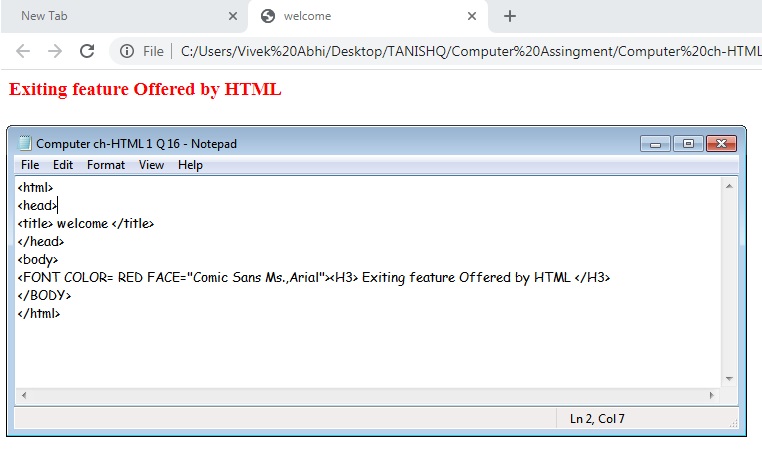 New Tab
welcome
File | C:/Users/Vivek%20Abhi/Desktop/TANISHQ/Computer%20Assingment/Computer%20ch-HTML
Exiting feature Offered by HTML
Computer ch-HTML 1 Q 16 - Notepad
File Edit Format View Help
<html>
<head>
<title> welcome </title>
</head>
<body>
<FONT COLOR= RED FACE="Comic Sans Ms.,Arial"><H3> Exiting feature Offered by HTML </H3>
</BODY>
</html>
Ln 2, Col 7